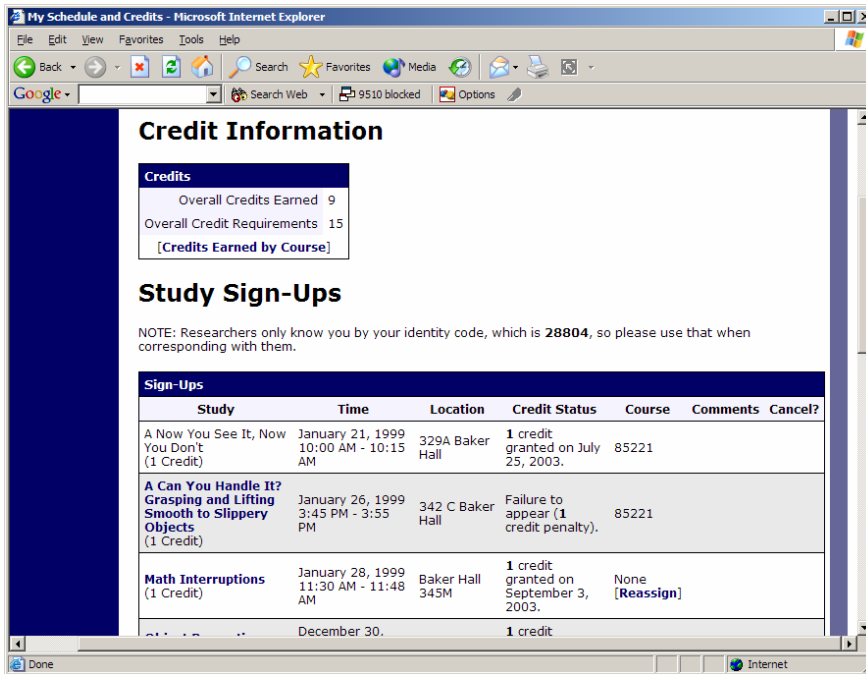 My Schedule and Credits - Microsoft Internet Explorer
File Edit View Favorites Tools Help
Back Search Favorites Media
Google Search Web 9510 blocked Options
Credit Information
Credits
Overall Credits Earned 9
Overall Credit Requirements 15
[Credits Earned by Course]
Study Sign-Ups
NOTE: Researchers only know you by your identity code, which is 28804, so please use that when
corresponding with them.
Sign-Ups
Study Time Location Credit Status Course Comments Cancel?
A Now You See It, Now
You Don't
(1 Credit)
January 21, 1999
10:00 AM - 10:15
AM
329A Baker
Hall
1 credit
granted on July
25, 2003.
85221
A Can You Handle It?
Grasping and Lifting
Smooth to Slippery
Objects
(1 Credit)
January 26, 1999
3:45 PM - 3:55
PM
342 C Baker
Hall
Failure to
appear (1
credit penalty).
85221
Math Interruptions
(1 Credit)
January 28, 1999
11:30 AM - 11:48
AM
Baker Hall
345M
1 credit
granted on
September 3,
2003.
None
[Reassign]
December 30,
1 credit
Done Internet